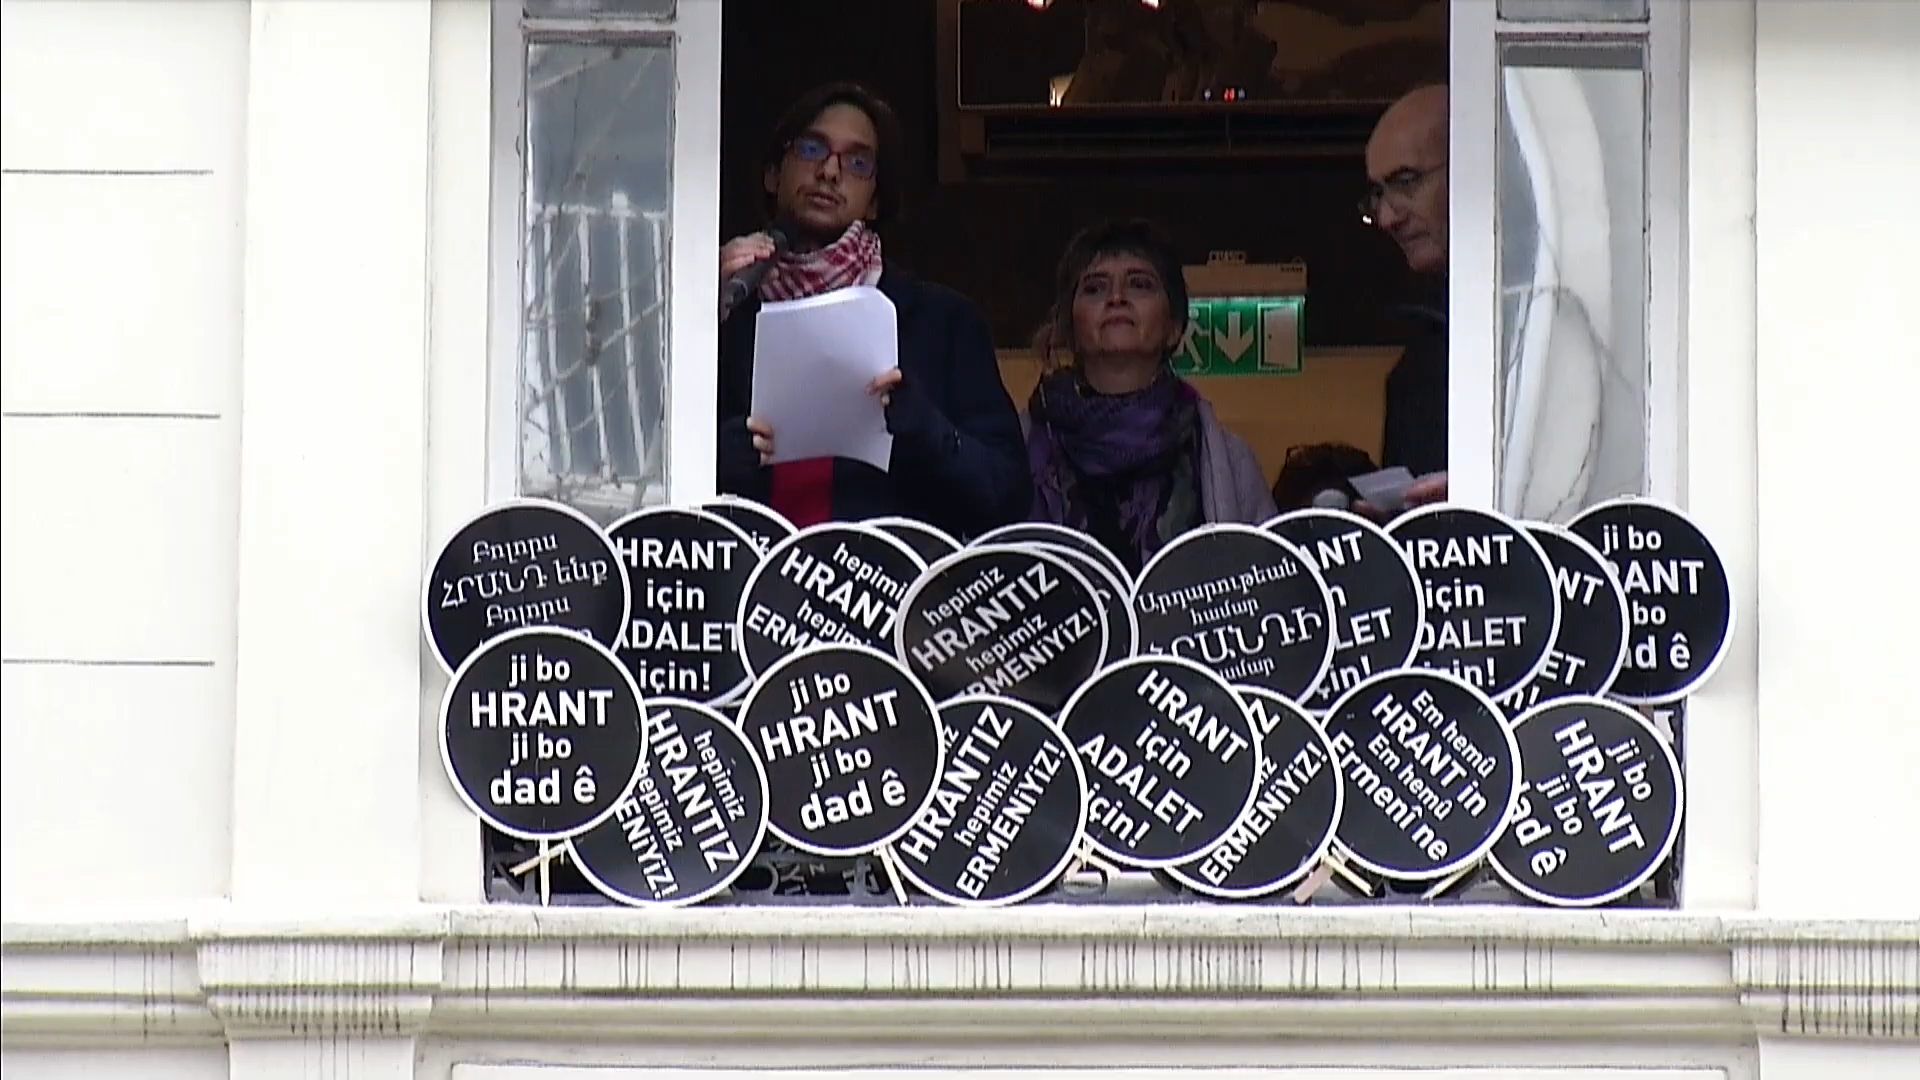 Բոլորս
ՀՐԱՆԴ ենք
Բոլորս
HRANT
için
ADALET
için!
hepimiz
HRANT
hepimiz
hepimiz
HRANTIZ
hepimiz
ERMENİYİZ!
Արդարութեան
համար
ՀՐԱՆԴԻ
համար
HRANT
için
ADALET
için!
ji bo
HRANT
ji bo
dad ê
ji bo
HRANT
ji bo
dad ê
hepimiz
HRANTIZ
hepimiz
ji bo
HRANT
ji bo
dad ê
HRANTIZ
hepimiz
ERMENİYİZ!
HRANT
için
ADALET
için!
ERMENİYİZ!
Em hemû
HRANT in
Em hemû
Ermenî ne
ji bo
HRANT
ji bo
dad ê